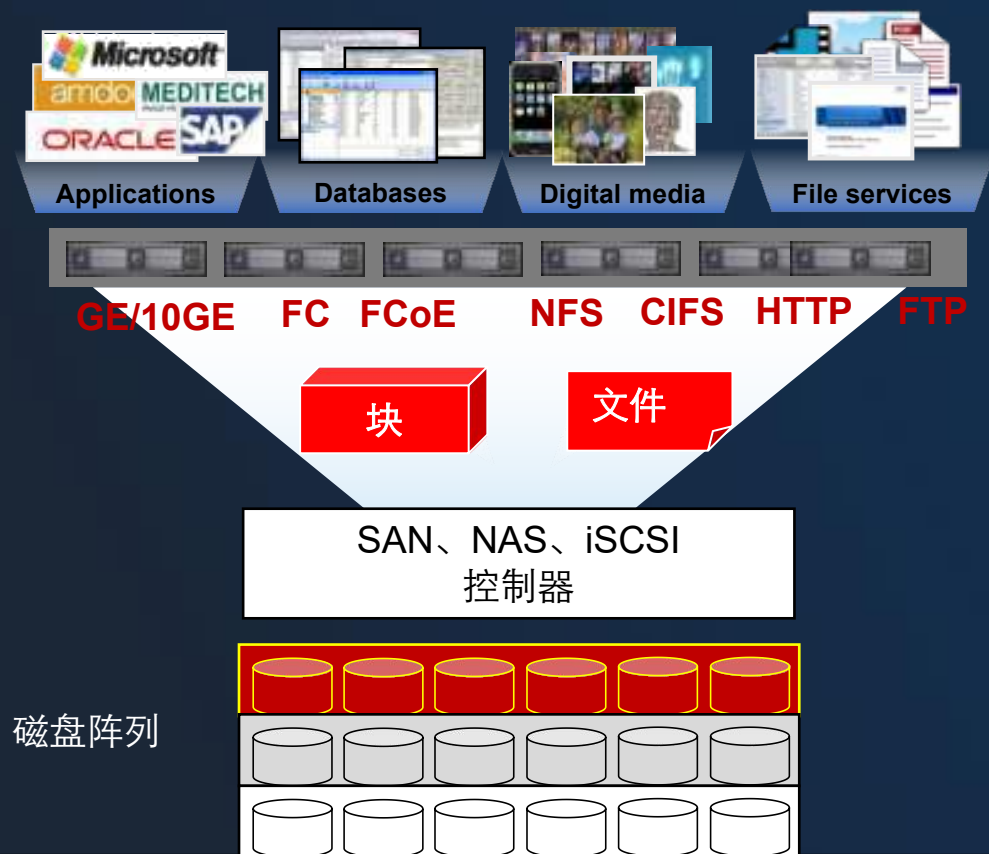 Microsoft
amdo
MEDITECH
ORACLE
SAP
Applications
Databases
Digital media
File services
GE/10GE
FC
FCoE
NFS
CIFS
HTTP
FTP
块
文件
SAN、NAS、iSCSI
控制器
磁盘阵列